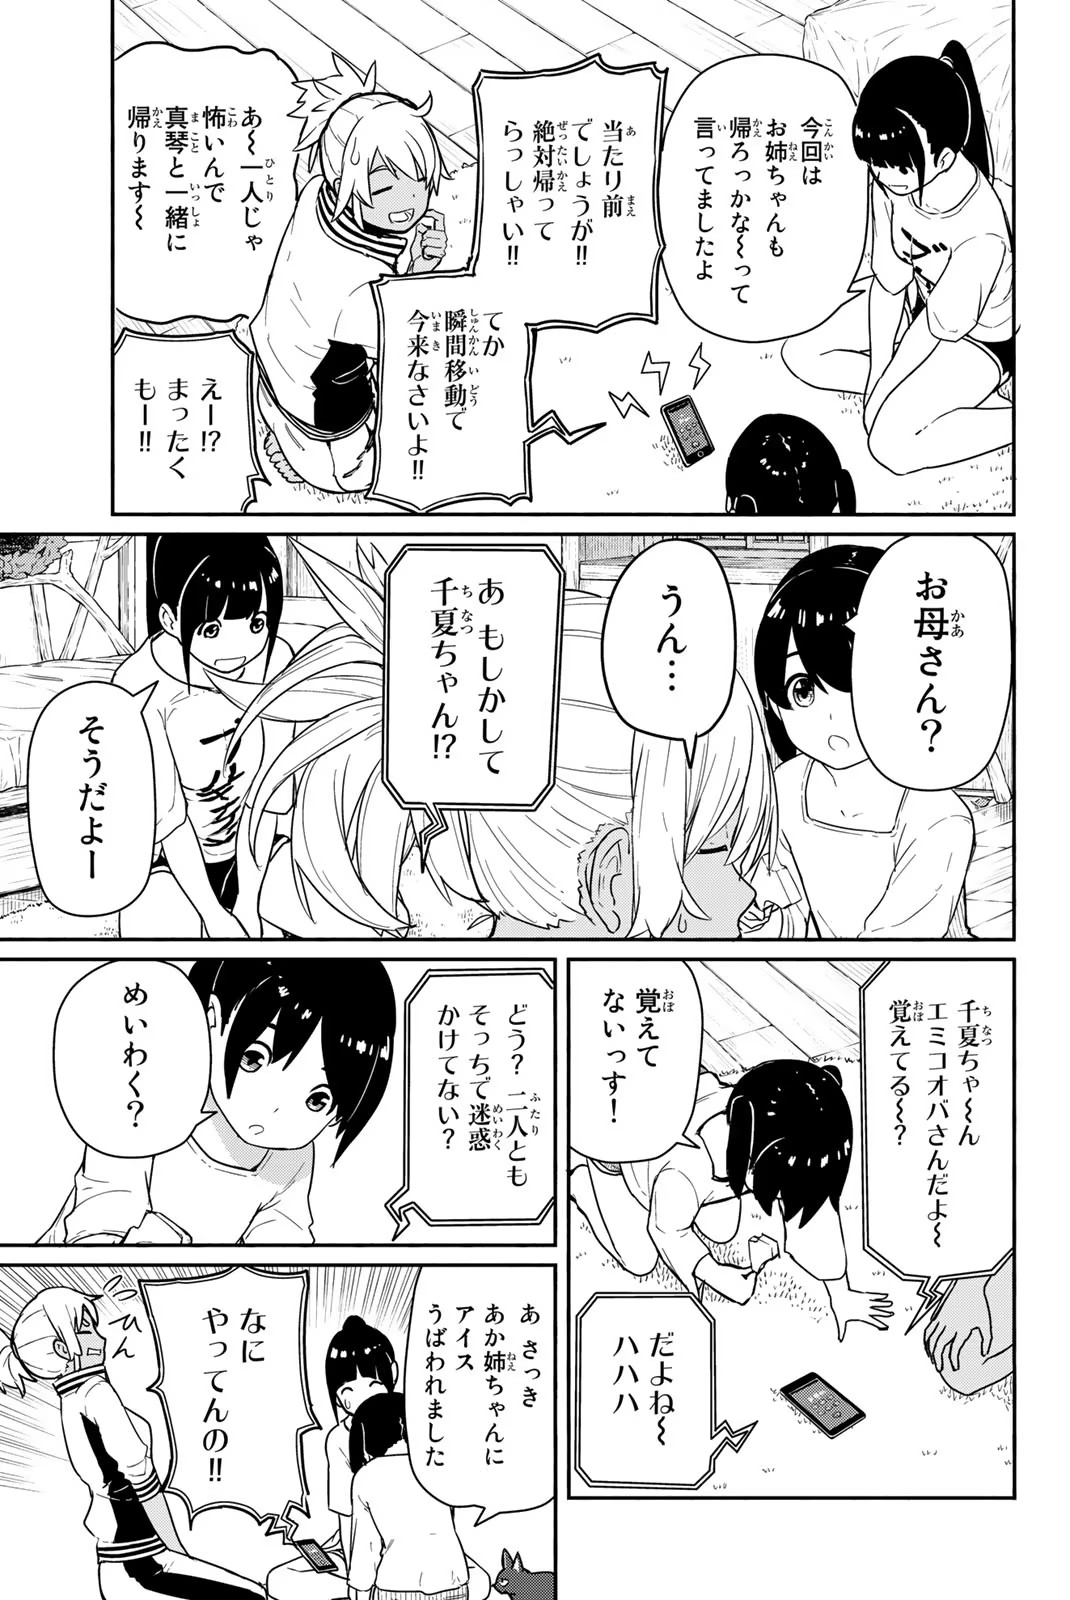 今回は
お姉ちゃんも
帰ろっかな〜って
言ってましたよ
当たり前
でしょうが!!
絶対帰って
らっしゃい!!
てか
瞬間移動で
今来なさいよ!!
あ〜一人じゃ
怖いんで
真琴と一緒に
帰ります〜
えー!?
まったく
もー!!
お母さん?
うん…
あ もしかして
千夏ちゃん!?
そうだよー
千夏ちゃ〜ん
エミコオバさんだよ〜
覚えてる〜?
覚えて
ないっす!
だよね〜
ハハハ
どう? 二人とも
そっちで迷惑
かけてない?
めいわく?
あ さっき
あか姉ちゃんに
アイス
うばわれました
なに
やってんの!!
ひん